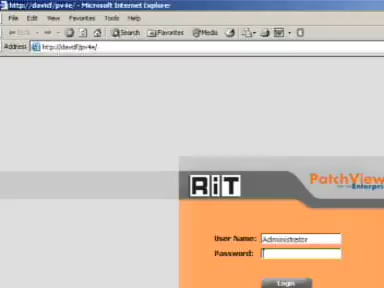 http://davidf/pv4e/ - Microsoft Internet Explorer
File Edit View Favorites Tools Help
Search Favorites Media
Address http://davidf/pv4e/
RiT PatchView
Enterpris
User Name: Administrator
Password:
Login